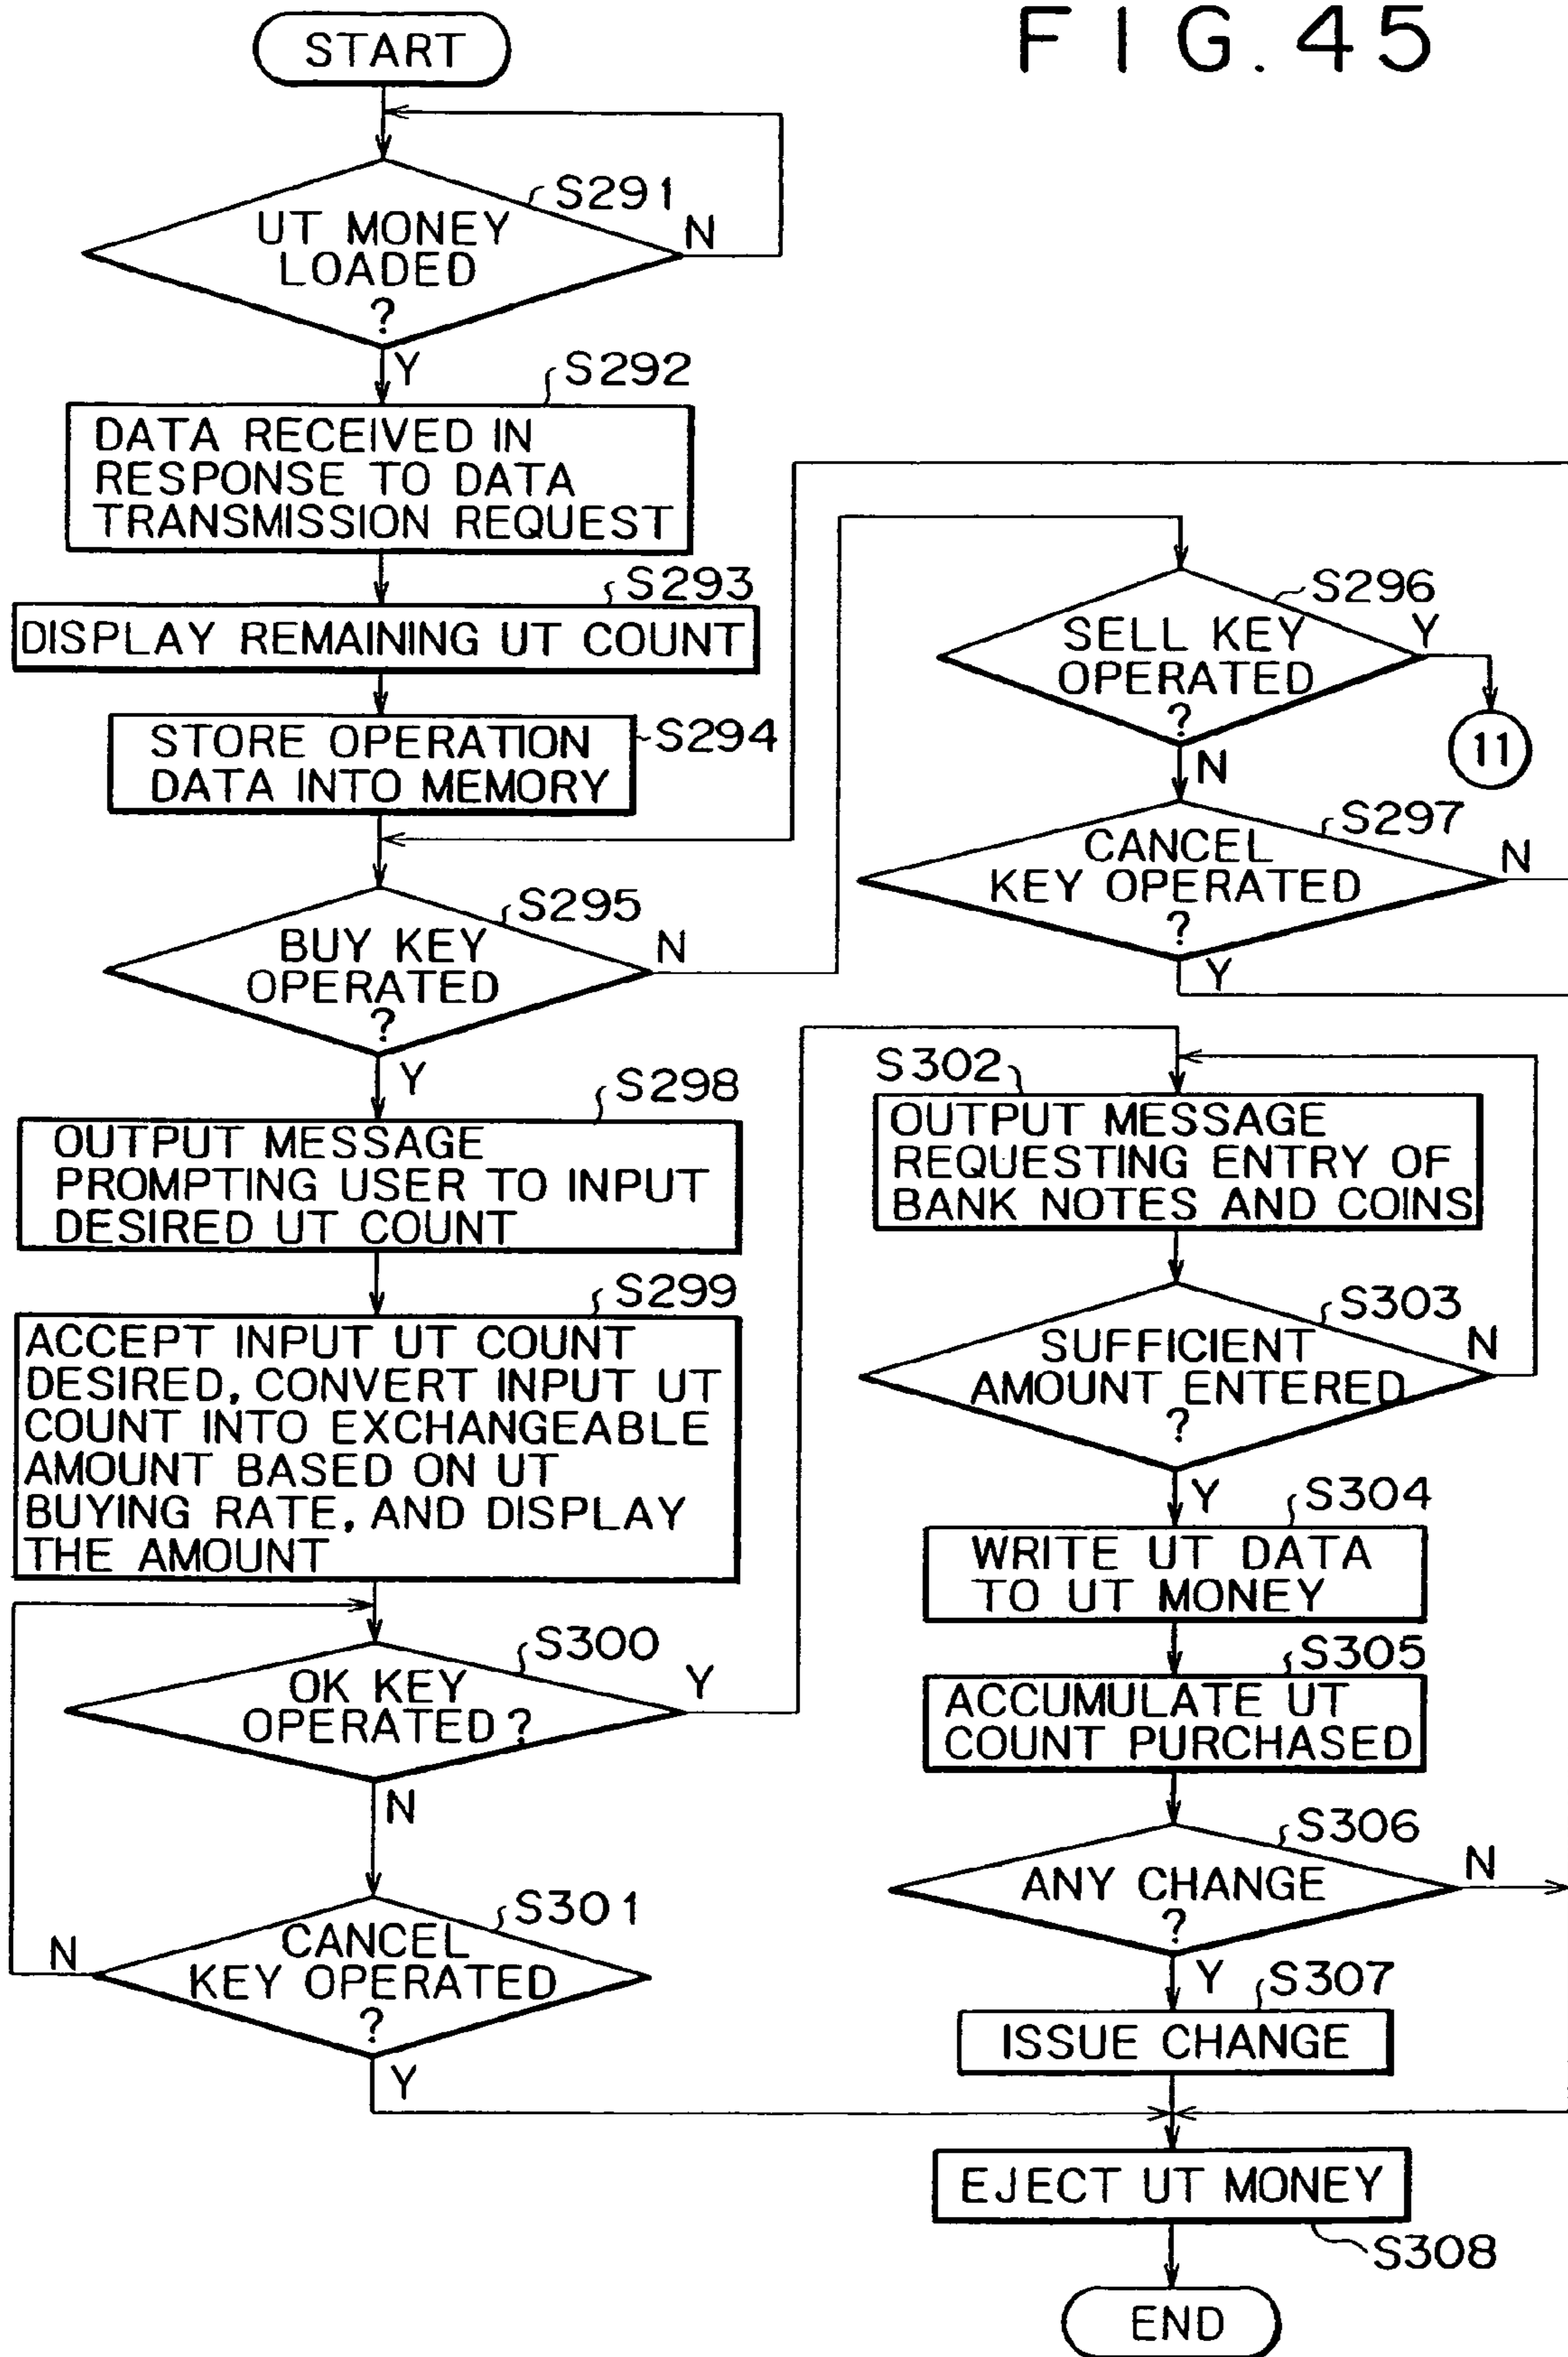 FIG.45
START
S291
UT MONEY
LOADED
?
N
Y
S292
DATA RECEIVED IN
RESPONSE TO DATA
TRANSMISSION REQUEST
S293
DISPLAY REMAINING UT COUNT
S294
STORE OPERATION
DATA INTO MEMORY
S295
BUY KEY
OPERATED
?
N
Y
S296
SELL KEY
OPERATED
?
Y
11
N
S297
CANCEL
KEY OPERATED
?
N
Y
S298
OUTPUT MESSAGE
PROMPTING USER TO INPUT
DESIRED UT COUNT
S299
ACCEPT INPUT UT COUNT
DESIRED, CONVERT INPUT UT
COUNT INTO EXCHANGEABLE
AMOUNT BASED ON UT
BUYING RATE, AND DISPLAY
THE AMOUNT
S300
OK KEY
OPERATED?
Y
N
S301
CANCEL
KEY OPERATED
?
N
Y
S302
OUTPUT MESSAGE
REQUESTING ENTRY OF
BANK NOTES AND COINS
S303
SUFFICIENT
AMOUNT ENTERED
?
N
Y
S304
WRITE UT DATA
TO UT MONEY
S305
ACCUMULATE UT
COUNT PURCHASED
S306
ANY CHANGE
?
N
Y
S307
ISSUE CHANGE
EJECT UT MONEY
S308
END